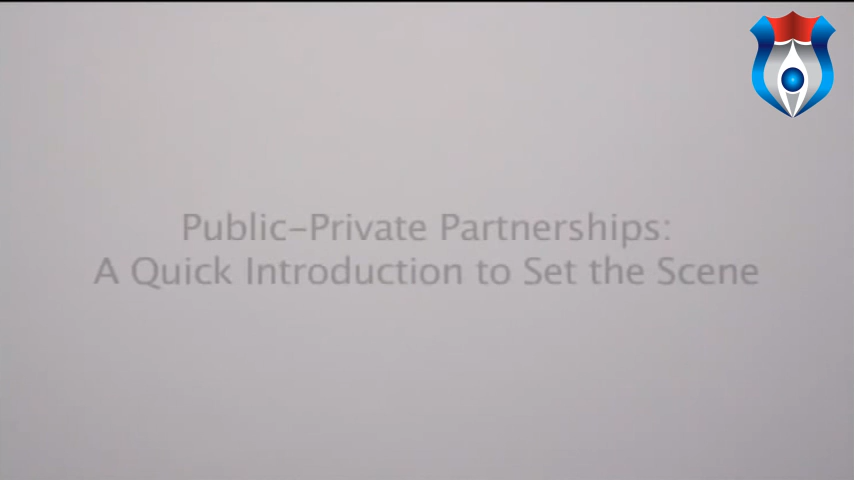 Public–Private Partnerships:
A Quick Introduction to Set the Scene